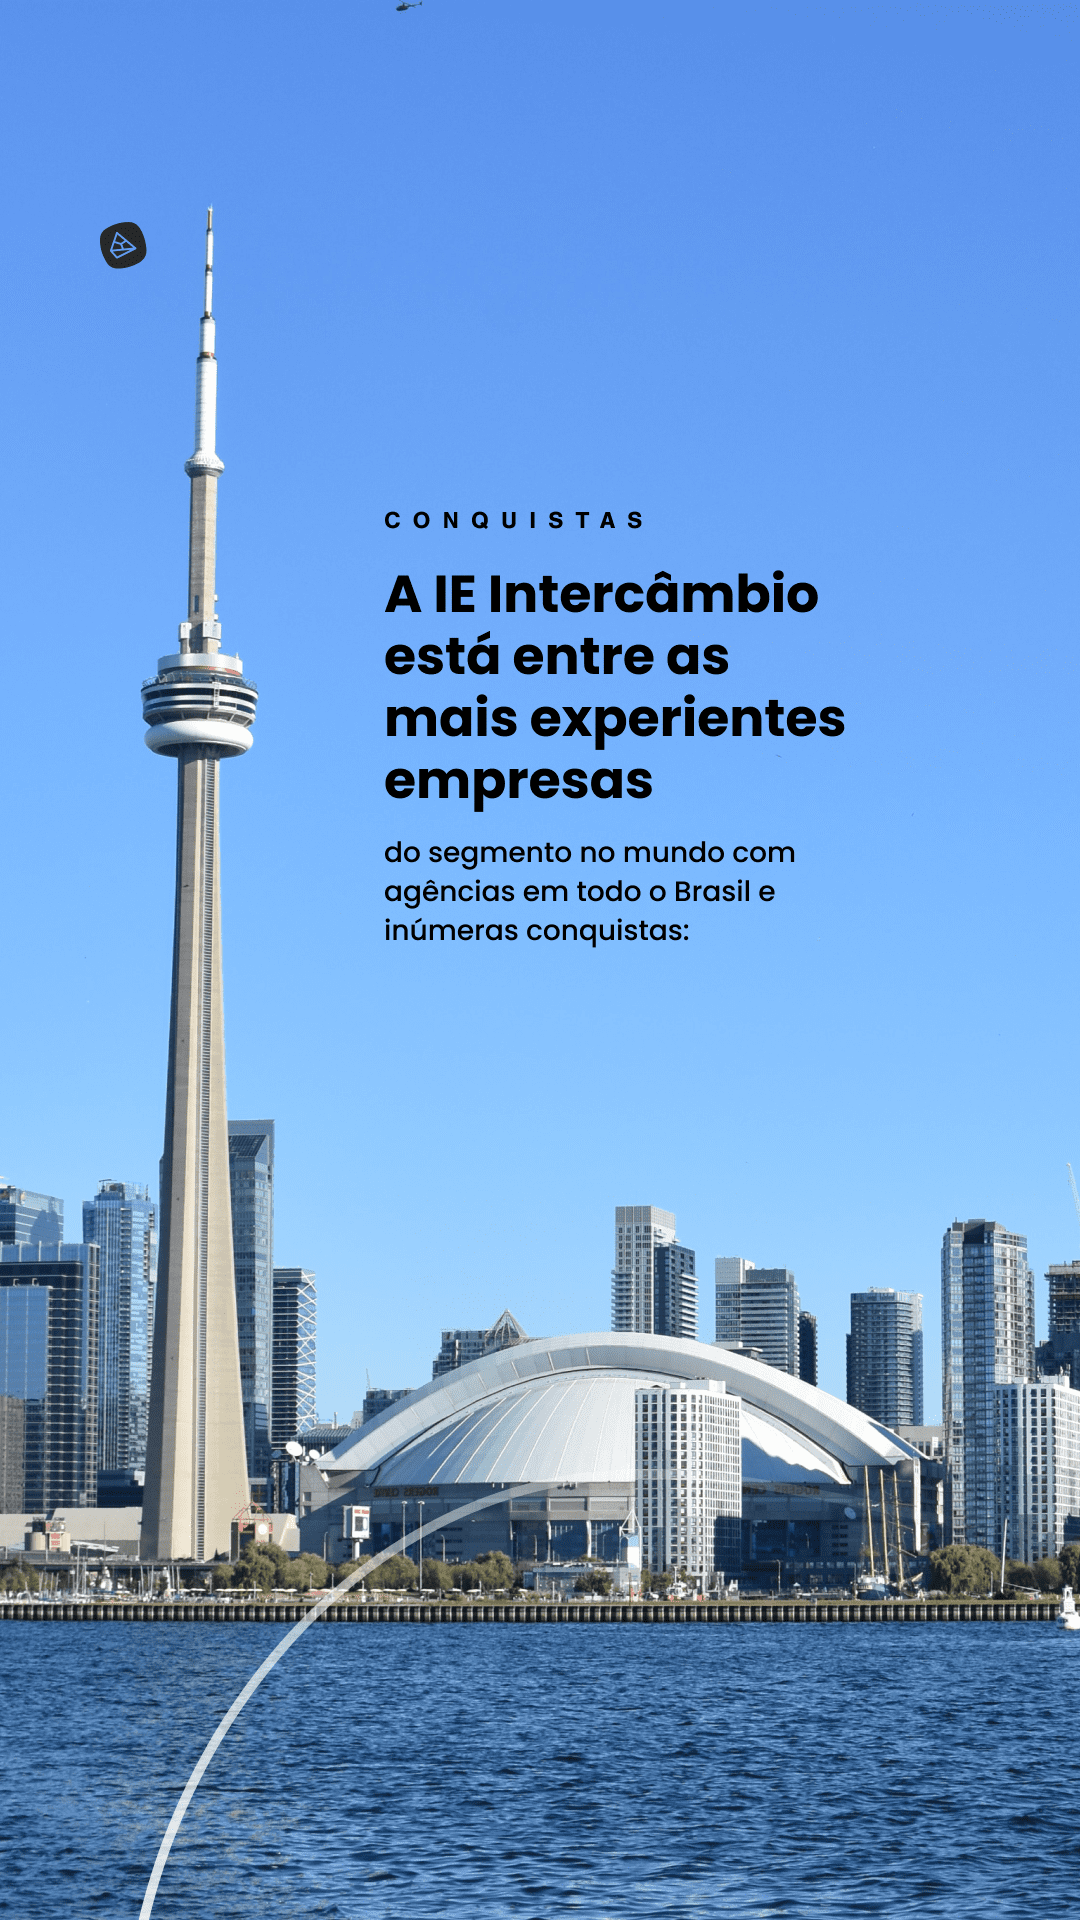 CONQUISTAS
A IE Intercâmbio
está entre as
mais experientes
empresas
do segmento no mundo com
agências em todo o Brasil e
inúmeras conquistas: